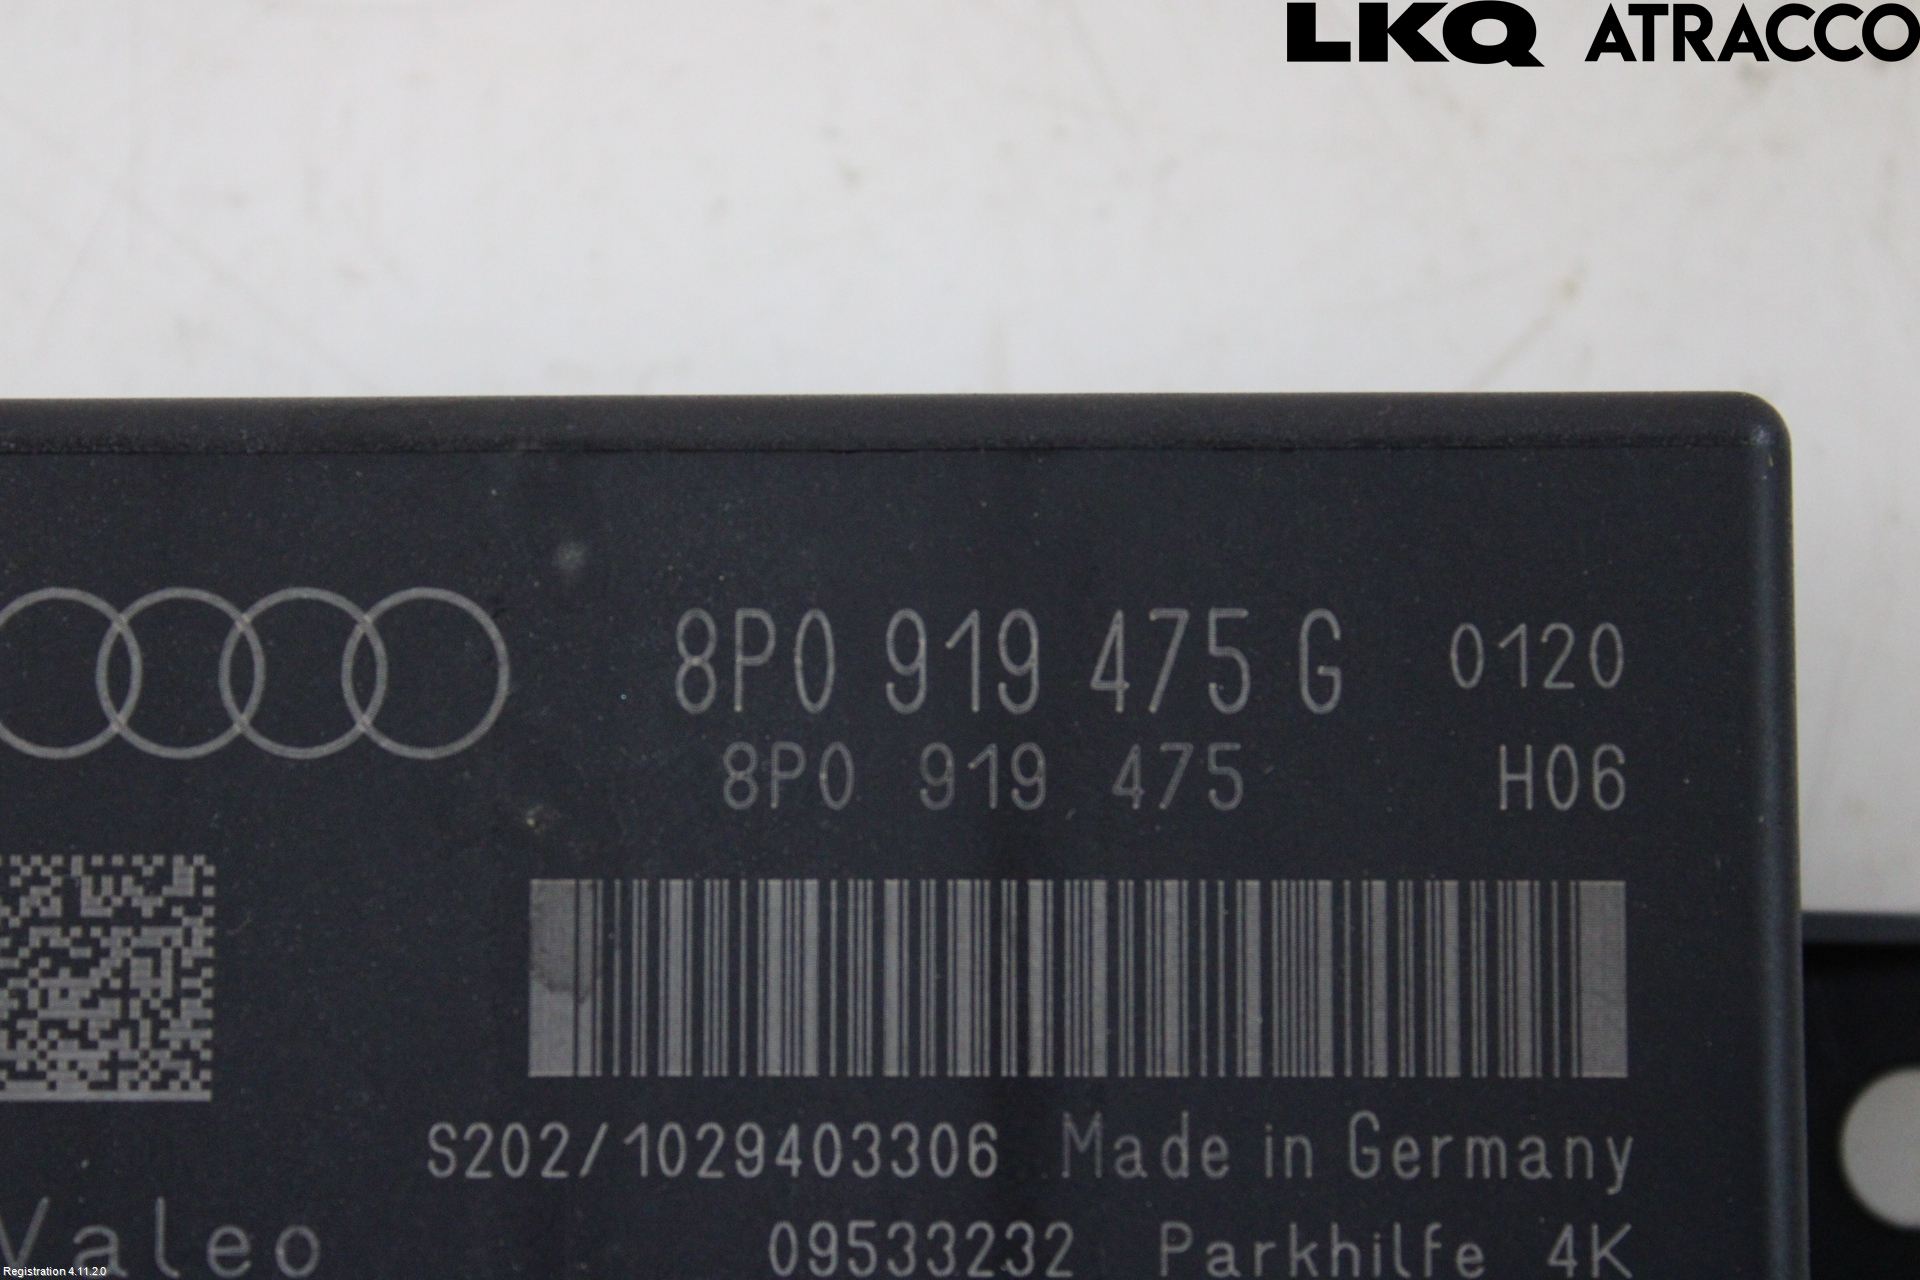 LKQ ATRACCO
8P0 919 475 G 0120
8P0 919 475 H06
S202/1029403306 Made in Germany
Valeo 09533232 Parkhilfe 4K
Registration 4.11.2.0